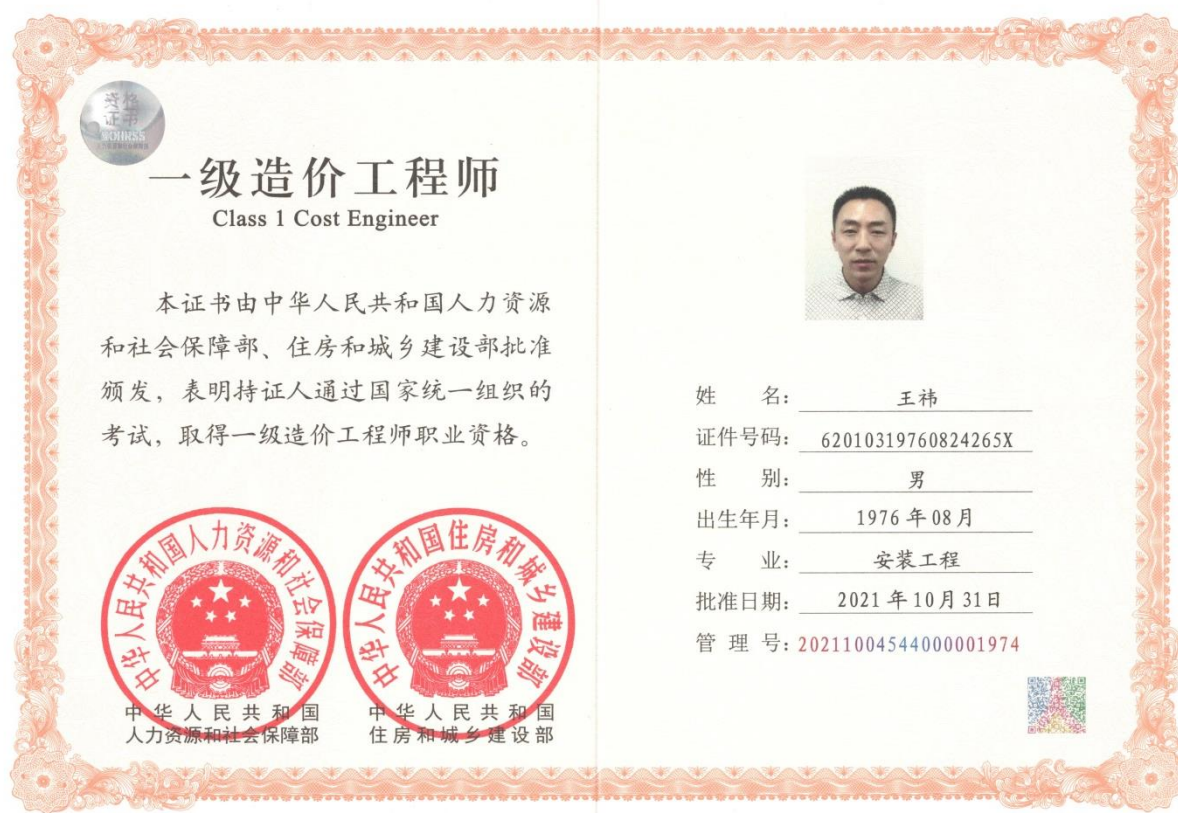 资格
证书
MOHRSS
一级造价工程师
Class 1 Cost Engineer
本证书由中华人民共和国人力资源
和社会保障部、住房和城乡建设部批准
颁发，表明持证人通过国家统一组织的
考试，取得一级造价工程师职业资格。
中华人民共和国人力资源和社会保障部
中华人民共和国
人力资源和社会保障部
中华人民共和国住房和城乡建设部
中华人民共和国
住房和城乡建设部
姓 名： 王祎
证件号码： 62010319760824265X
性 别： 男
出生年月： 1976年08月
专 业： 安装工程
批准日期： 2021年10月31日
管 理 号：20211004544000001974